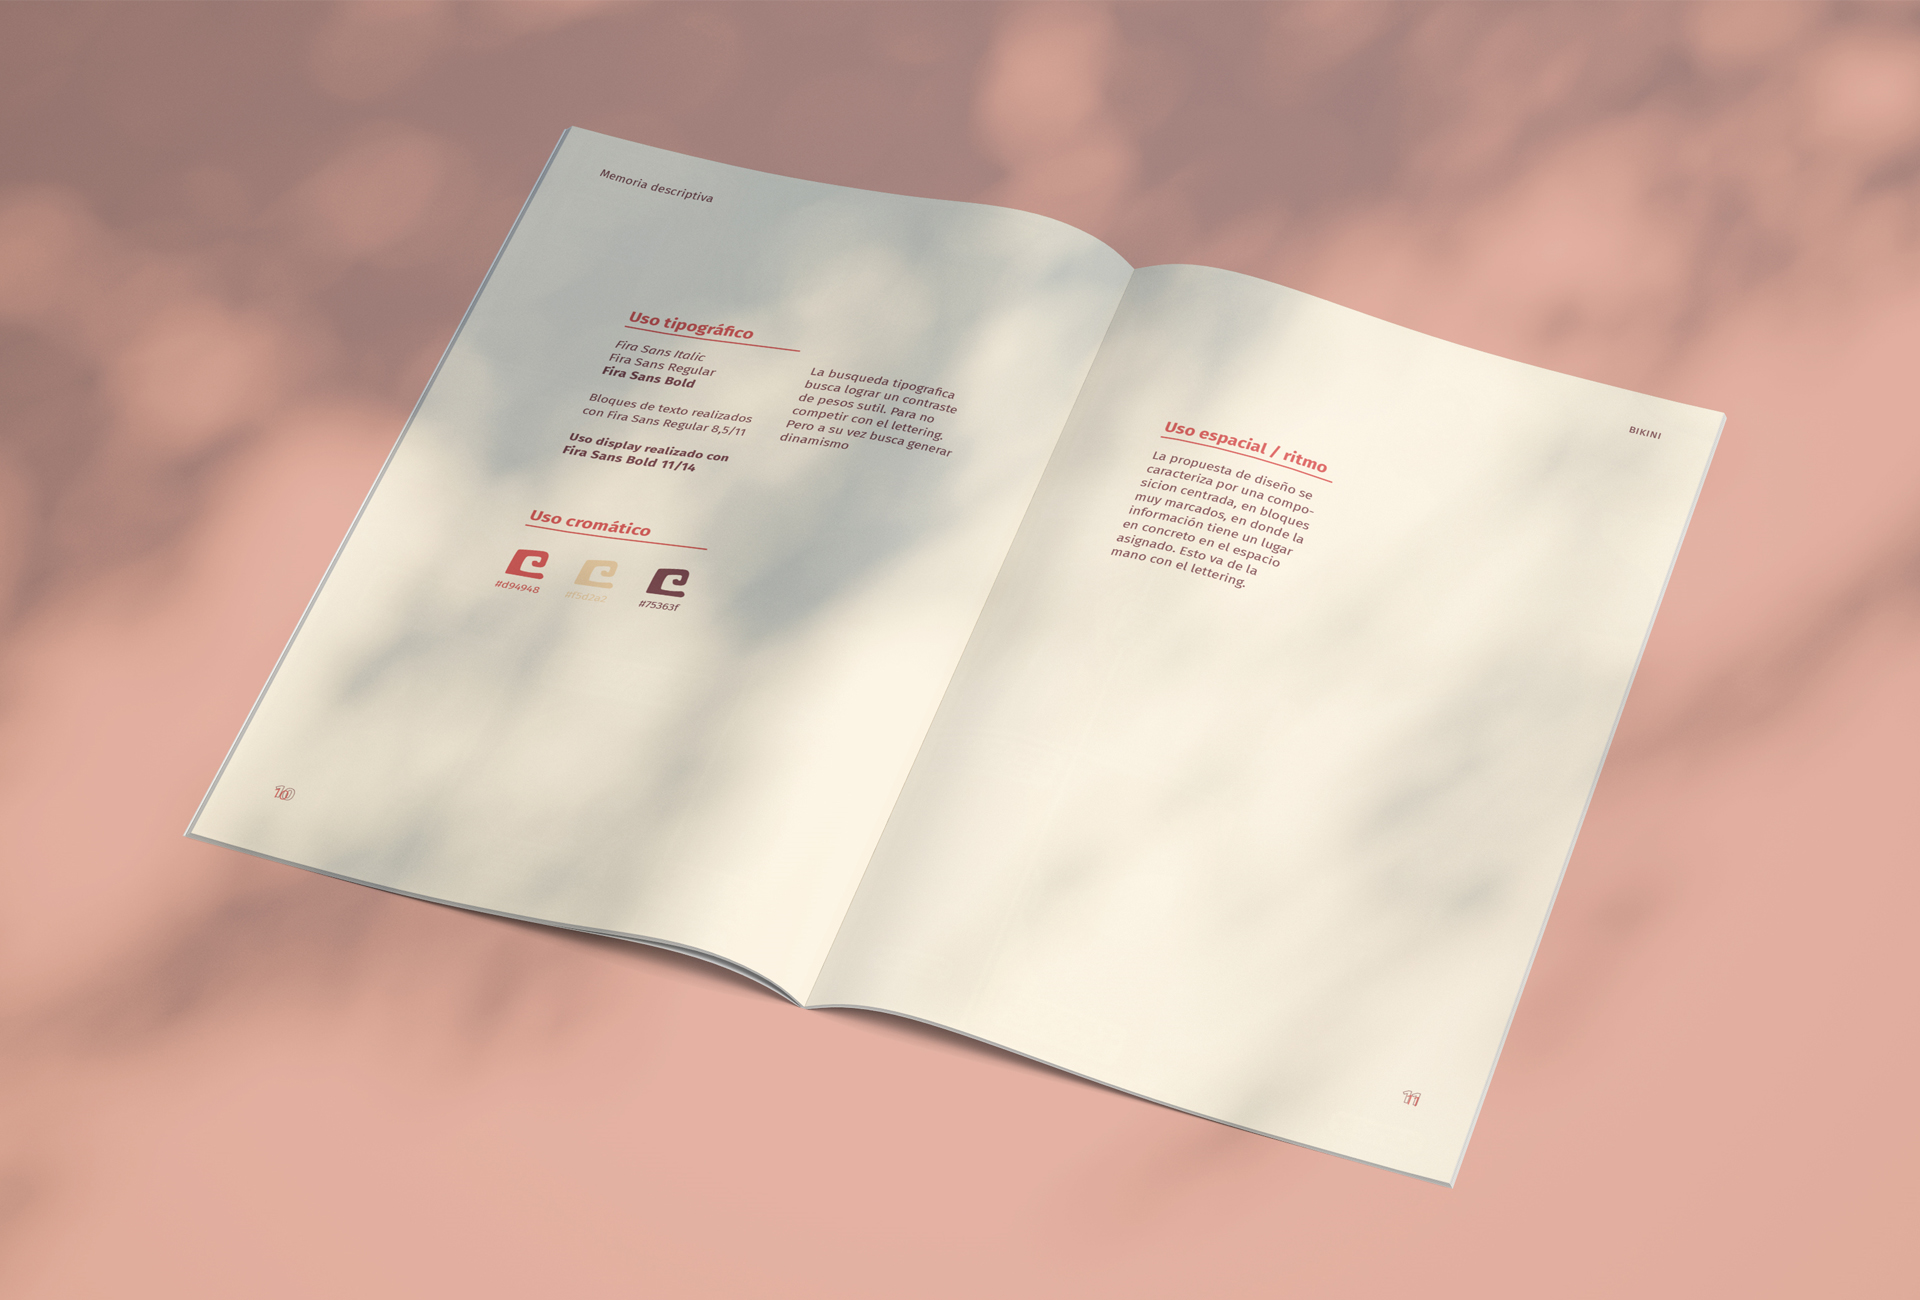 Memoria descriptiva
Uso tipográfico
Fira Sans Italic
Fira Sans Regular
Fira Sans Bold
Bloques de texto realizados
con Fira Sans Regular 8,5/11
Uso display realizado con
Fira Sans Bold 11/14
La busqueda tipografica
busca lograr un contraste
de pesos sutil. Para no
competir con el lettering.
Pero a su vez busca generar
dinamismo
Uso cromático
#d94948
#f5d2a2
#75363f
10
BIKINI
Uso espacial / ritmo
La propuesta de diseño se
caracteriza por una compo-
sicion centrada, en bloques
muy marcados, en donde la
información tiene un lugar
en concreto en el espacio
asignado. Esto va de la
mano con el lettering.
11